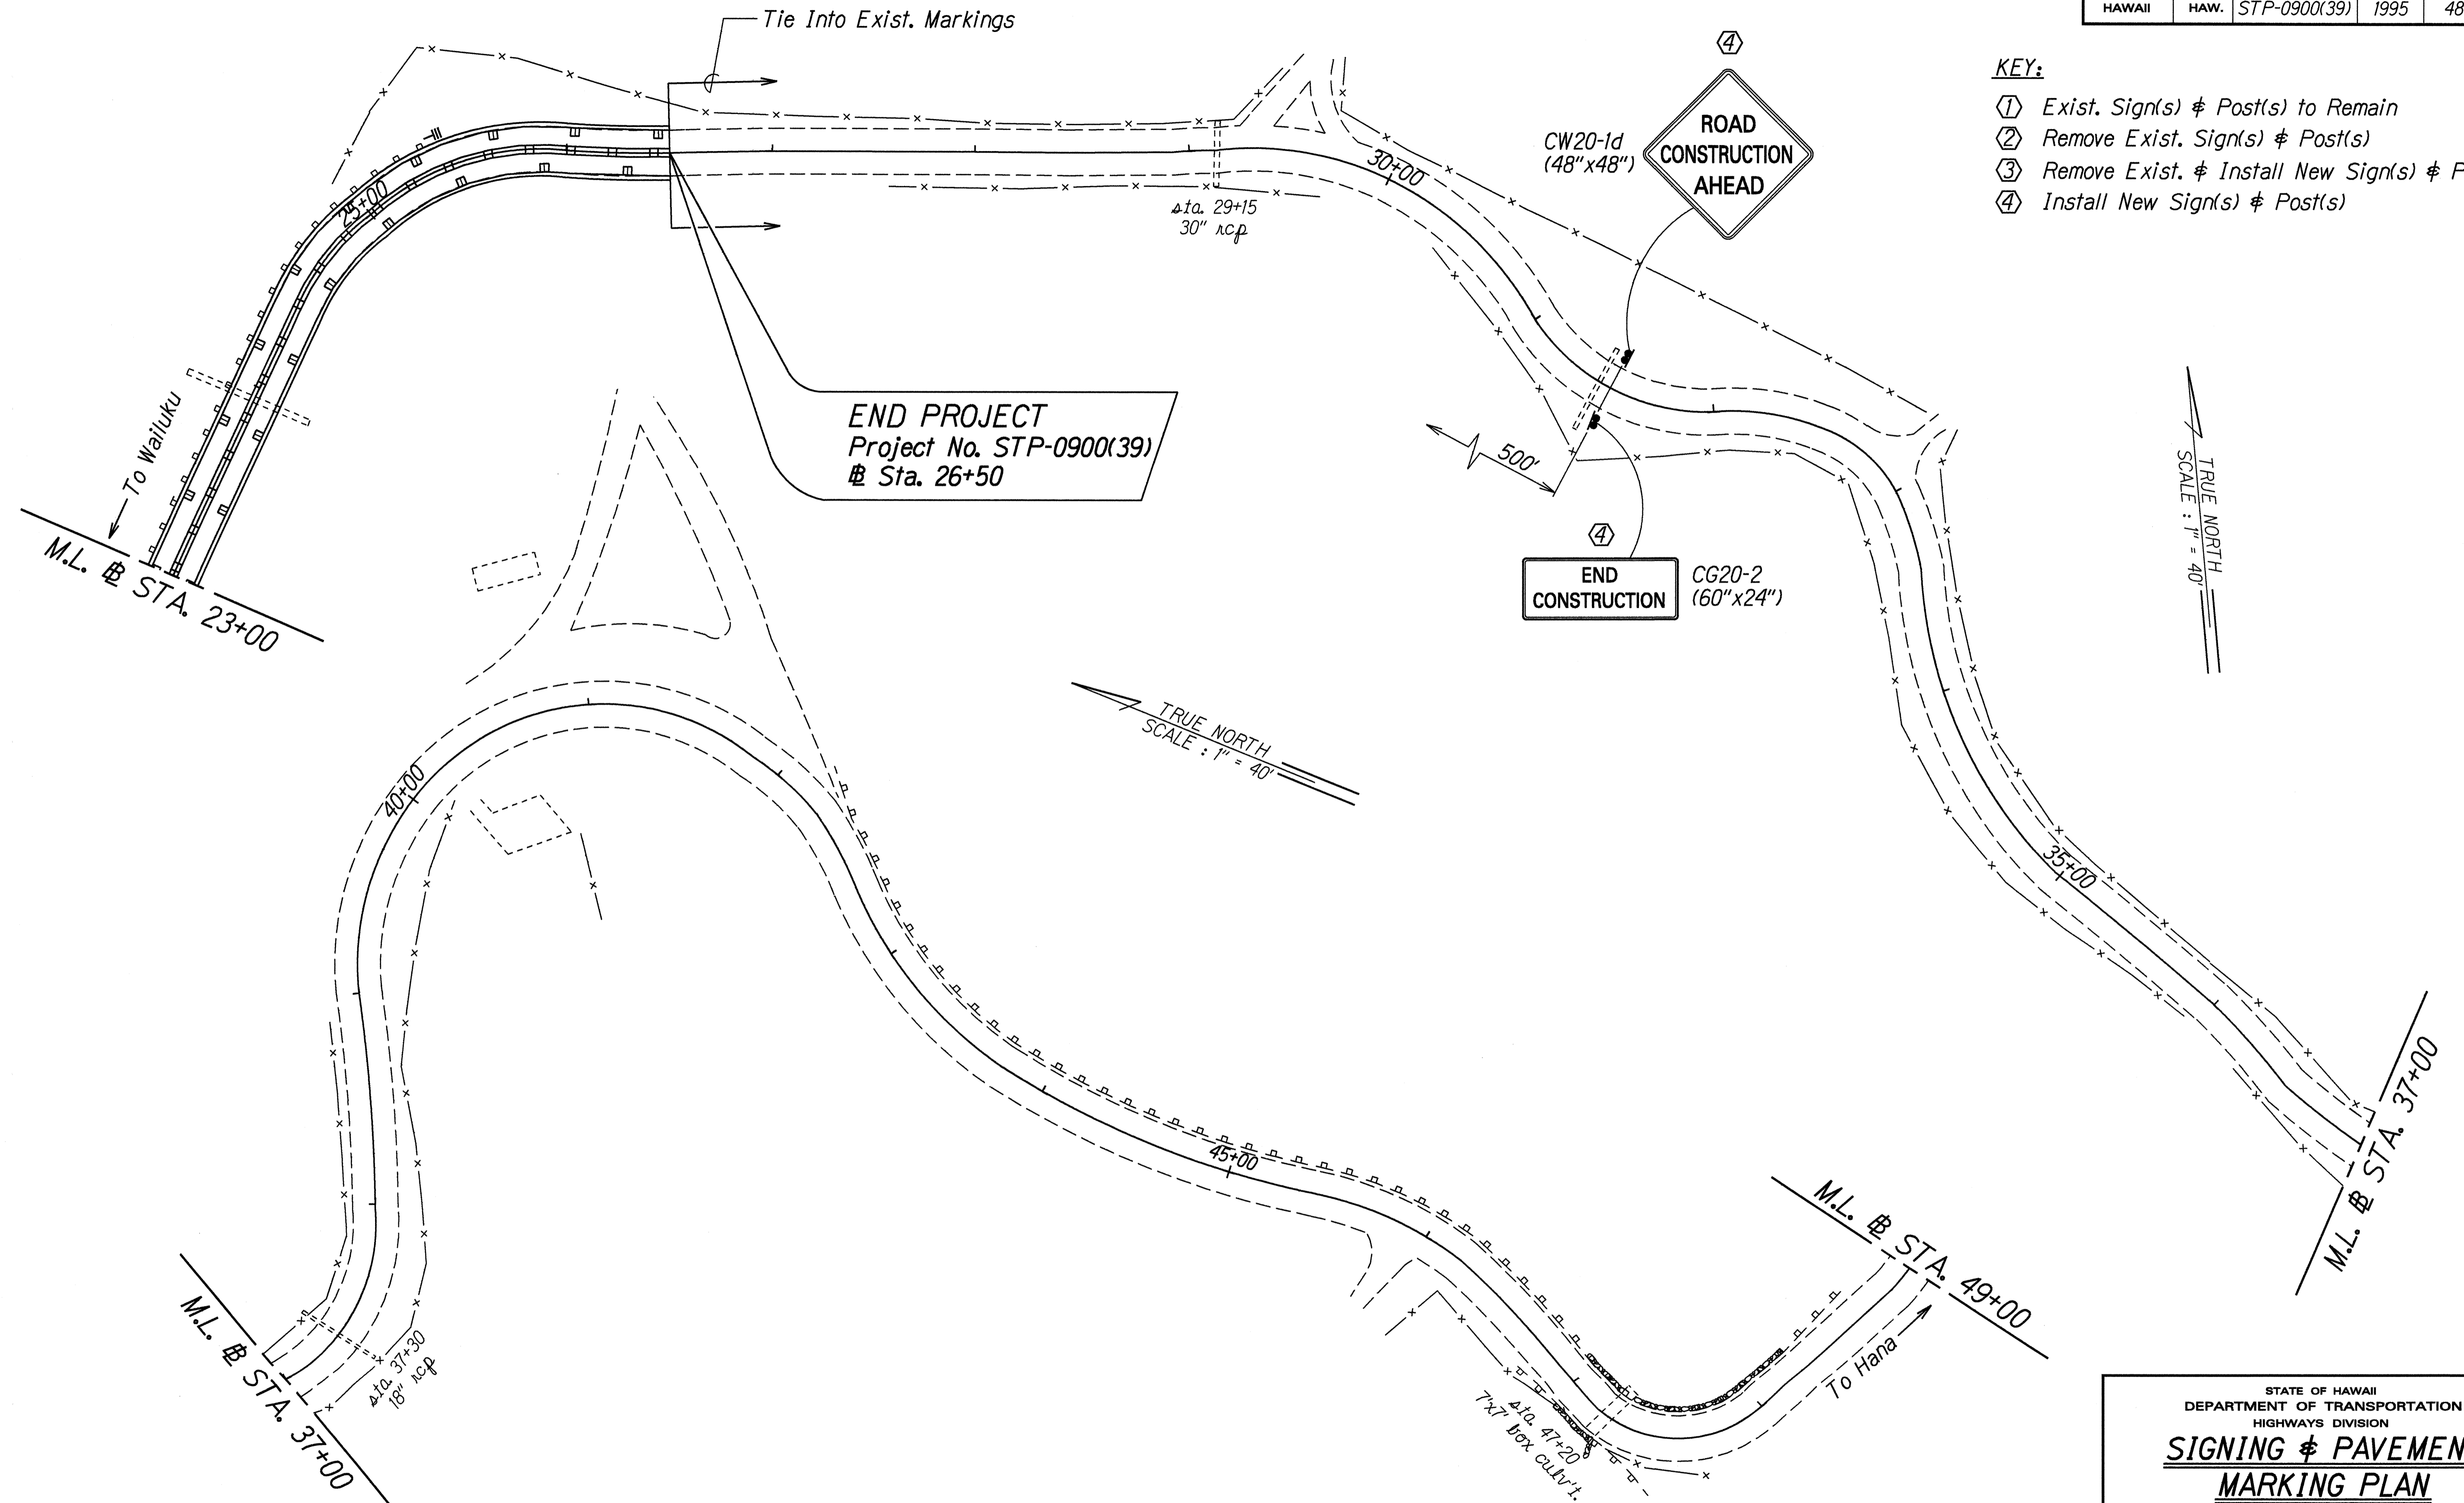 HAWAII HAW. STP-0900(39) 1995 48
Tie Into Exist. Markings
KEY:
1 Exist. Sign(s) & Post(s) to Remain
2 Remove Exist. Sign(s) & Post(s)
3 Remove Exist. & Install New Sign(s) & P
4 Install New Sign(s) & Post(s)
4
ROAD
CONSTRUCTION
AHEAD
CW20-1d
(48"x48")
25+00
30+00
sta. 29+15
30" rcp
To Wailuku
M.L. BL STA. 23+00
END PROJECT
Project No. STP-0900(39)
BL Sta. 26+50
500'
4
END
CONSTRUCTION
CG20-2
(60"x24")
TRUE NORTH
SCALE : 1" = 40'
TRUE NORTH
SCALE : 1" = 40'
40+00
35+00
45+00
M.L. BL STA. 37+00
M.L. BL STA. 49+00
To Hana
M.L. BL STA. 37+00
sta. 37+30
18" rcp
sta. 47+20
7'x7' box culv't.
STATE OF HAWAII
DEPARTMENT OF TRANSPORTATION
HIGHWAYS DIVISION
SIGNING & PAVEMEN
MARKING PLAN